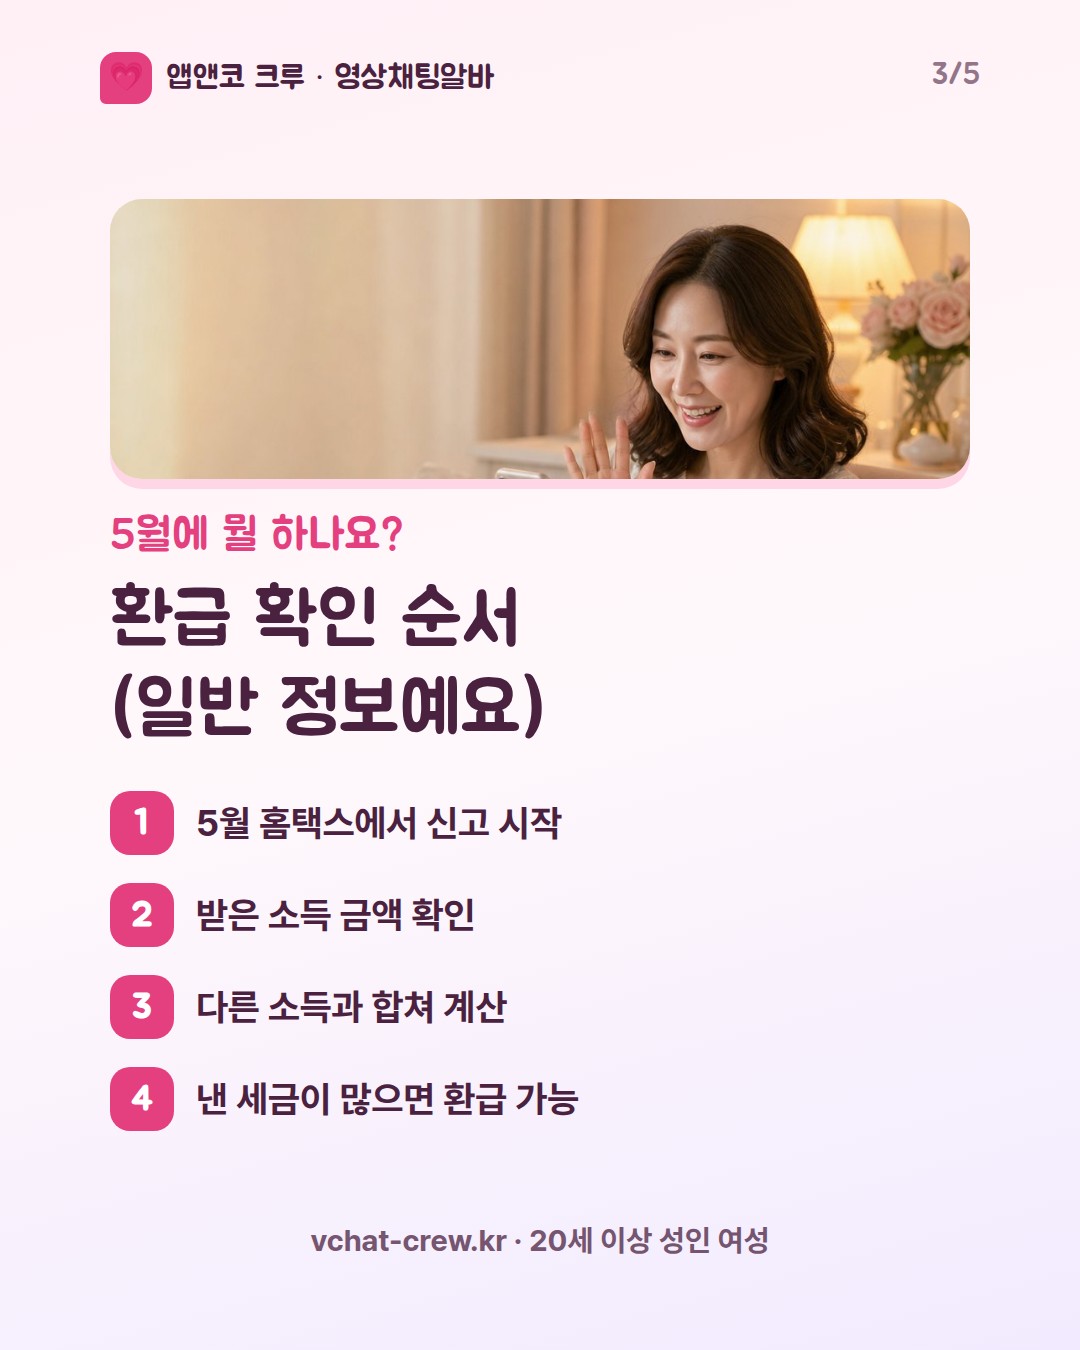 앱앤코 크루 · 영상채팅알바
3/5
5월에 뭘 하나요?
환급 확인 순서
(일반 정보예요)
1 5월 홈택스에서 신고 시작
2 받은 소득 금액 확인
3 다른 소득과 합쳐 계산
4 낸 세금이 많으면 환급 가능
vchat-crew.kr · 20세 이상 성인 여성